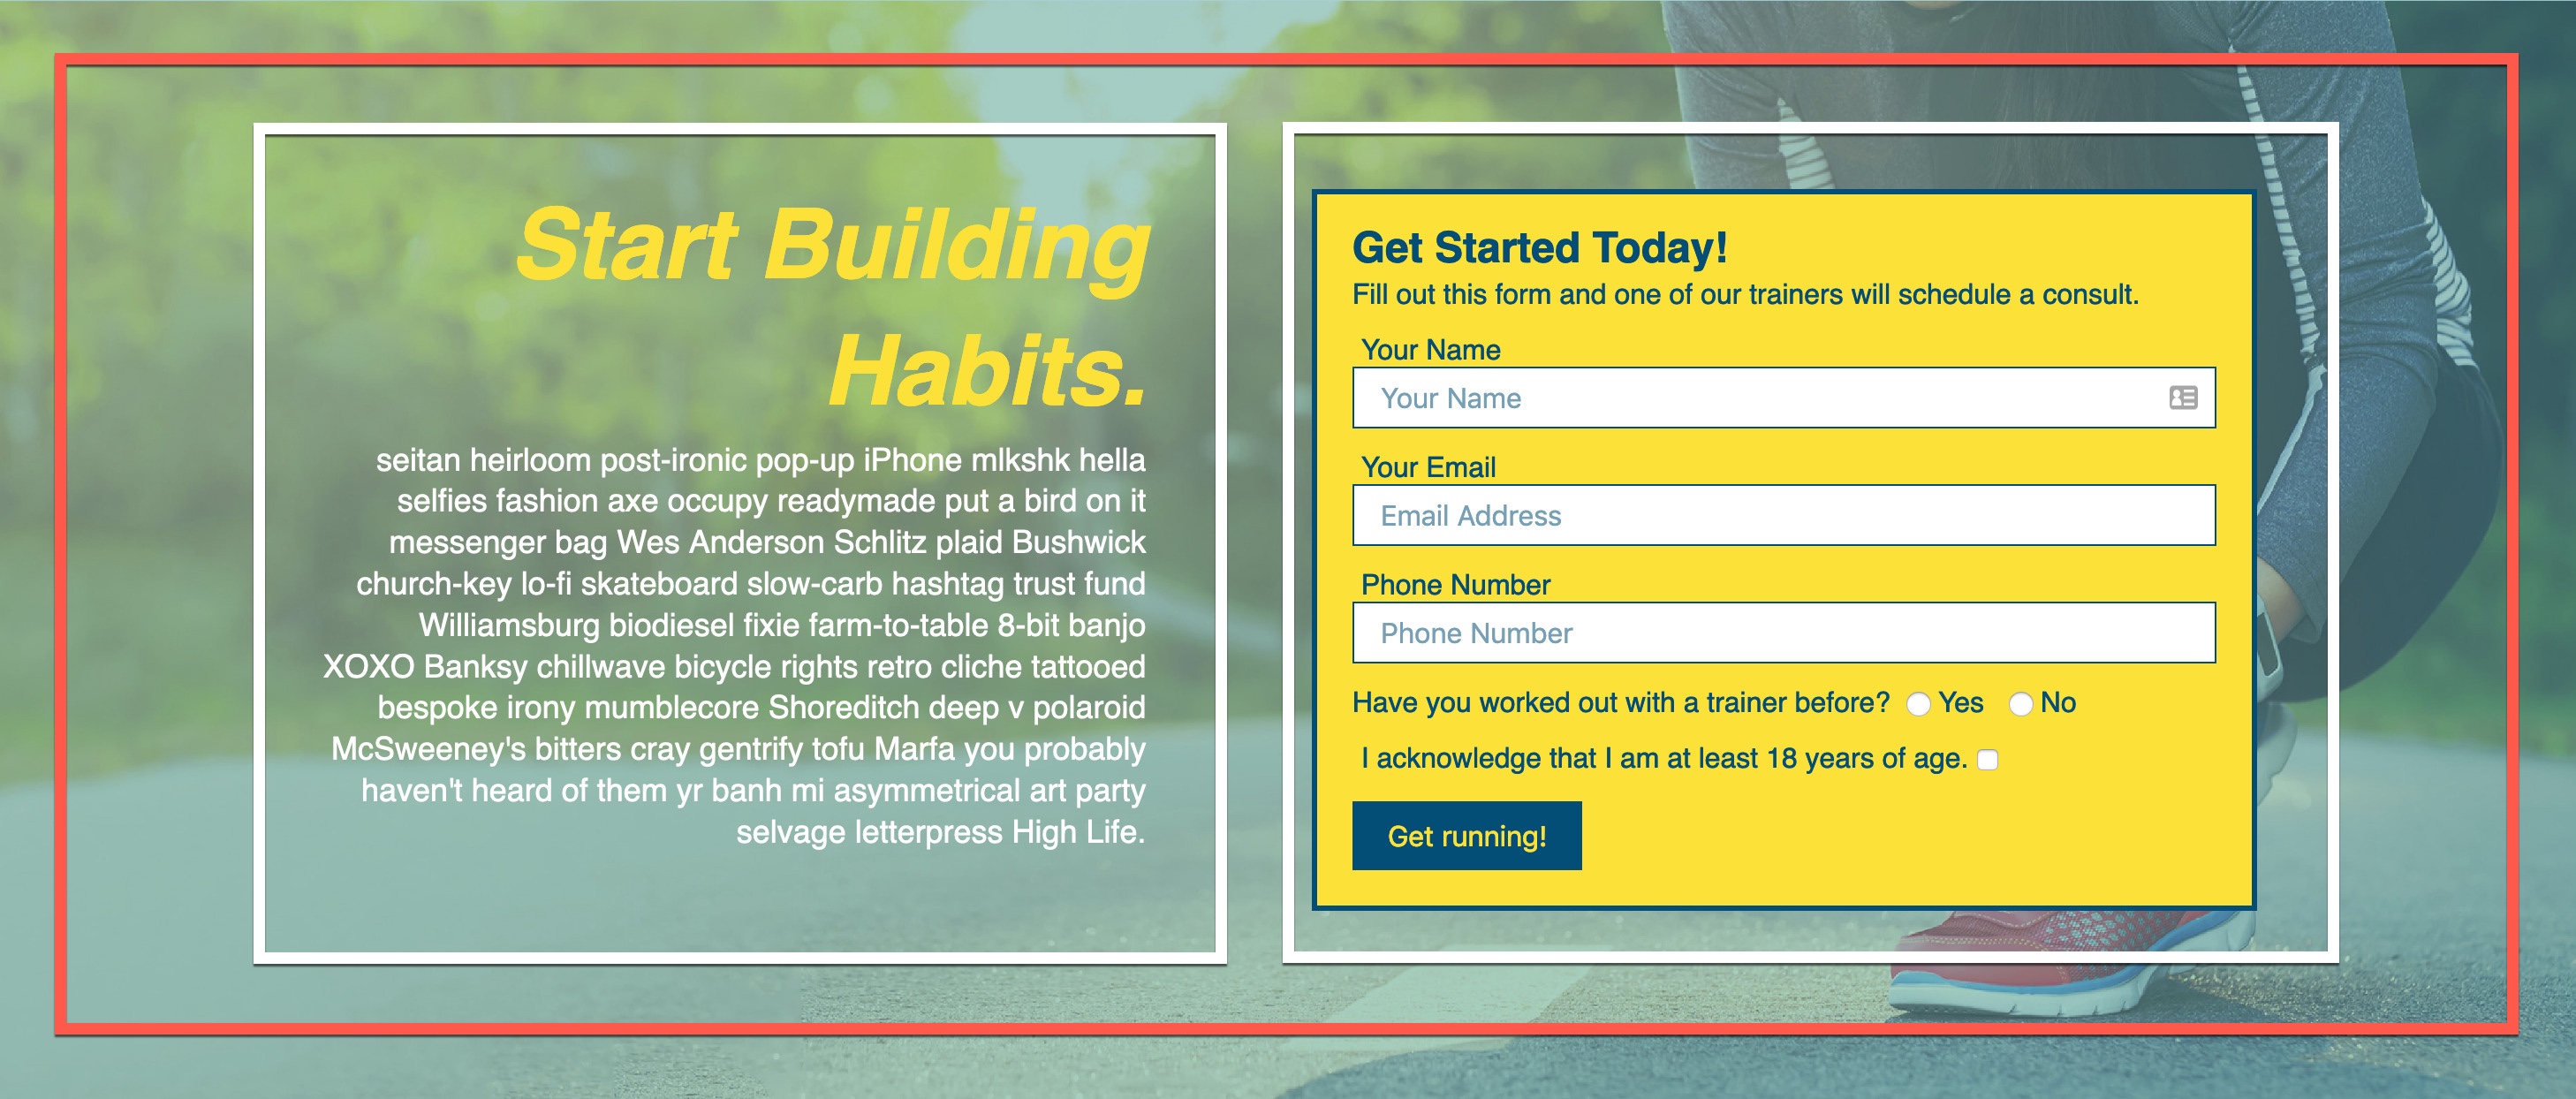 Start Building
Habits.
seitan heirloom post-ironic pop-up iPhone mlkshk hella
selfies fashion axe occupy readymade put a bird on it
messenger bag Wes Anderson Schlitz plaid Bushwick
church-key lo-fi skateboard slow-carb hashtag trust fund
Williamsburg biodiesel fixie farm-to-table 8-bit banjo
XOXO Banksy chillwave bicycle rights retro cliche tattooed
bespoke irony mumblecore Shoreditch deep v polaroid
McSweeney's bitters cray gentrify tofu Marfa you probably
haven't heard of them yr banh mi asymmetrical art party
selvage letterpress High Life.
Get Started Today!
Fill out this form and one of our trainers will schedule a consult.
Your Name
Your Name
Your Email
Email Address
Phone Number
Phone Number
Have you worked out with a trainer before? Yes No
I acknowledge that I am at least 18 years of age.
Get running!